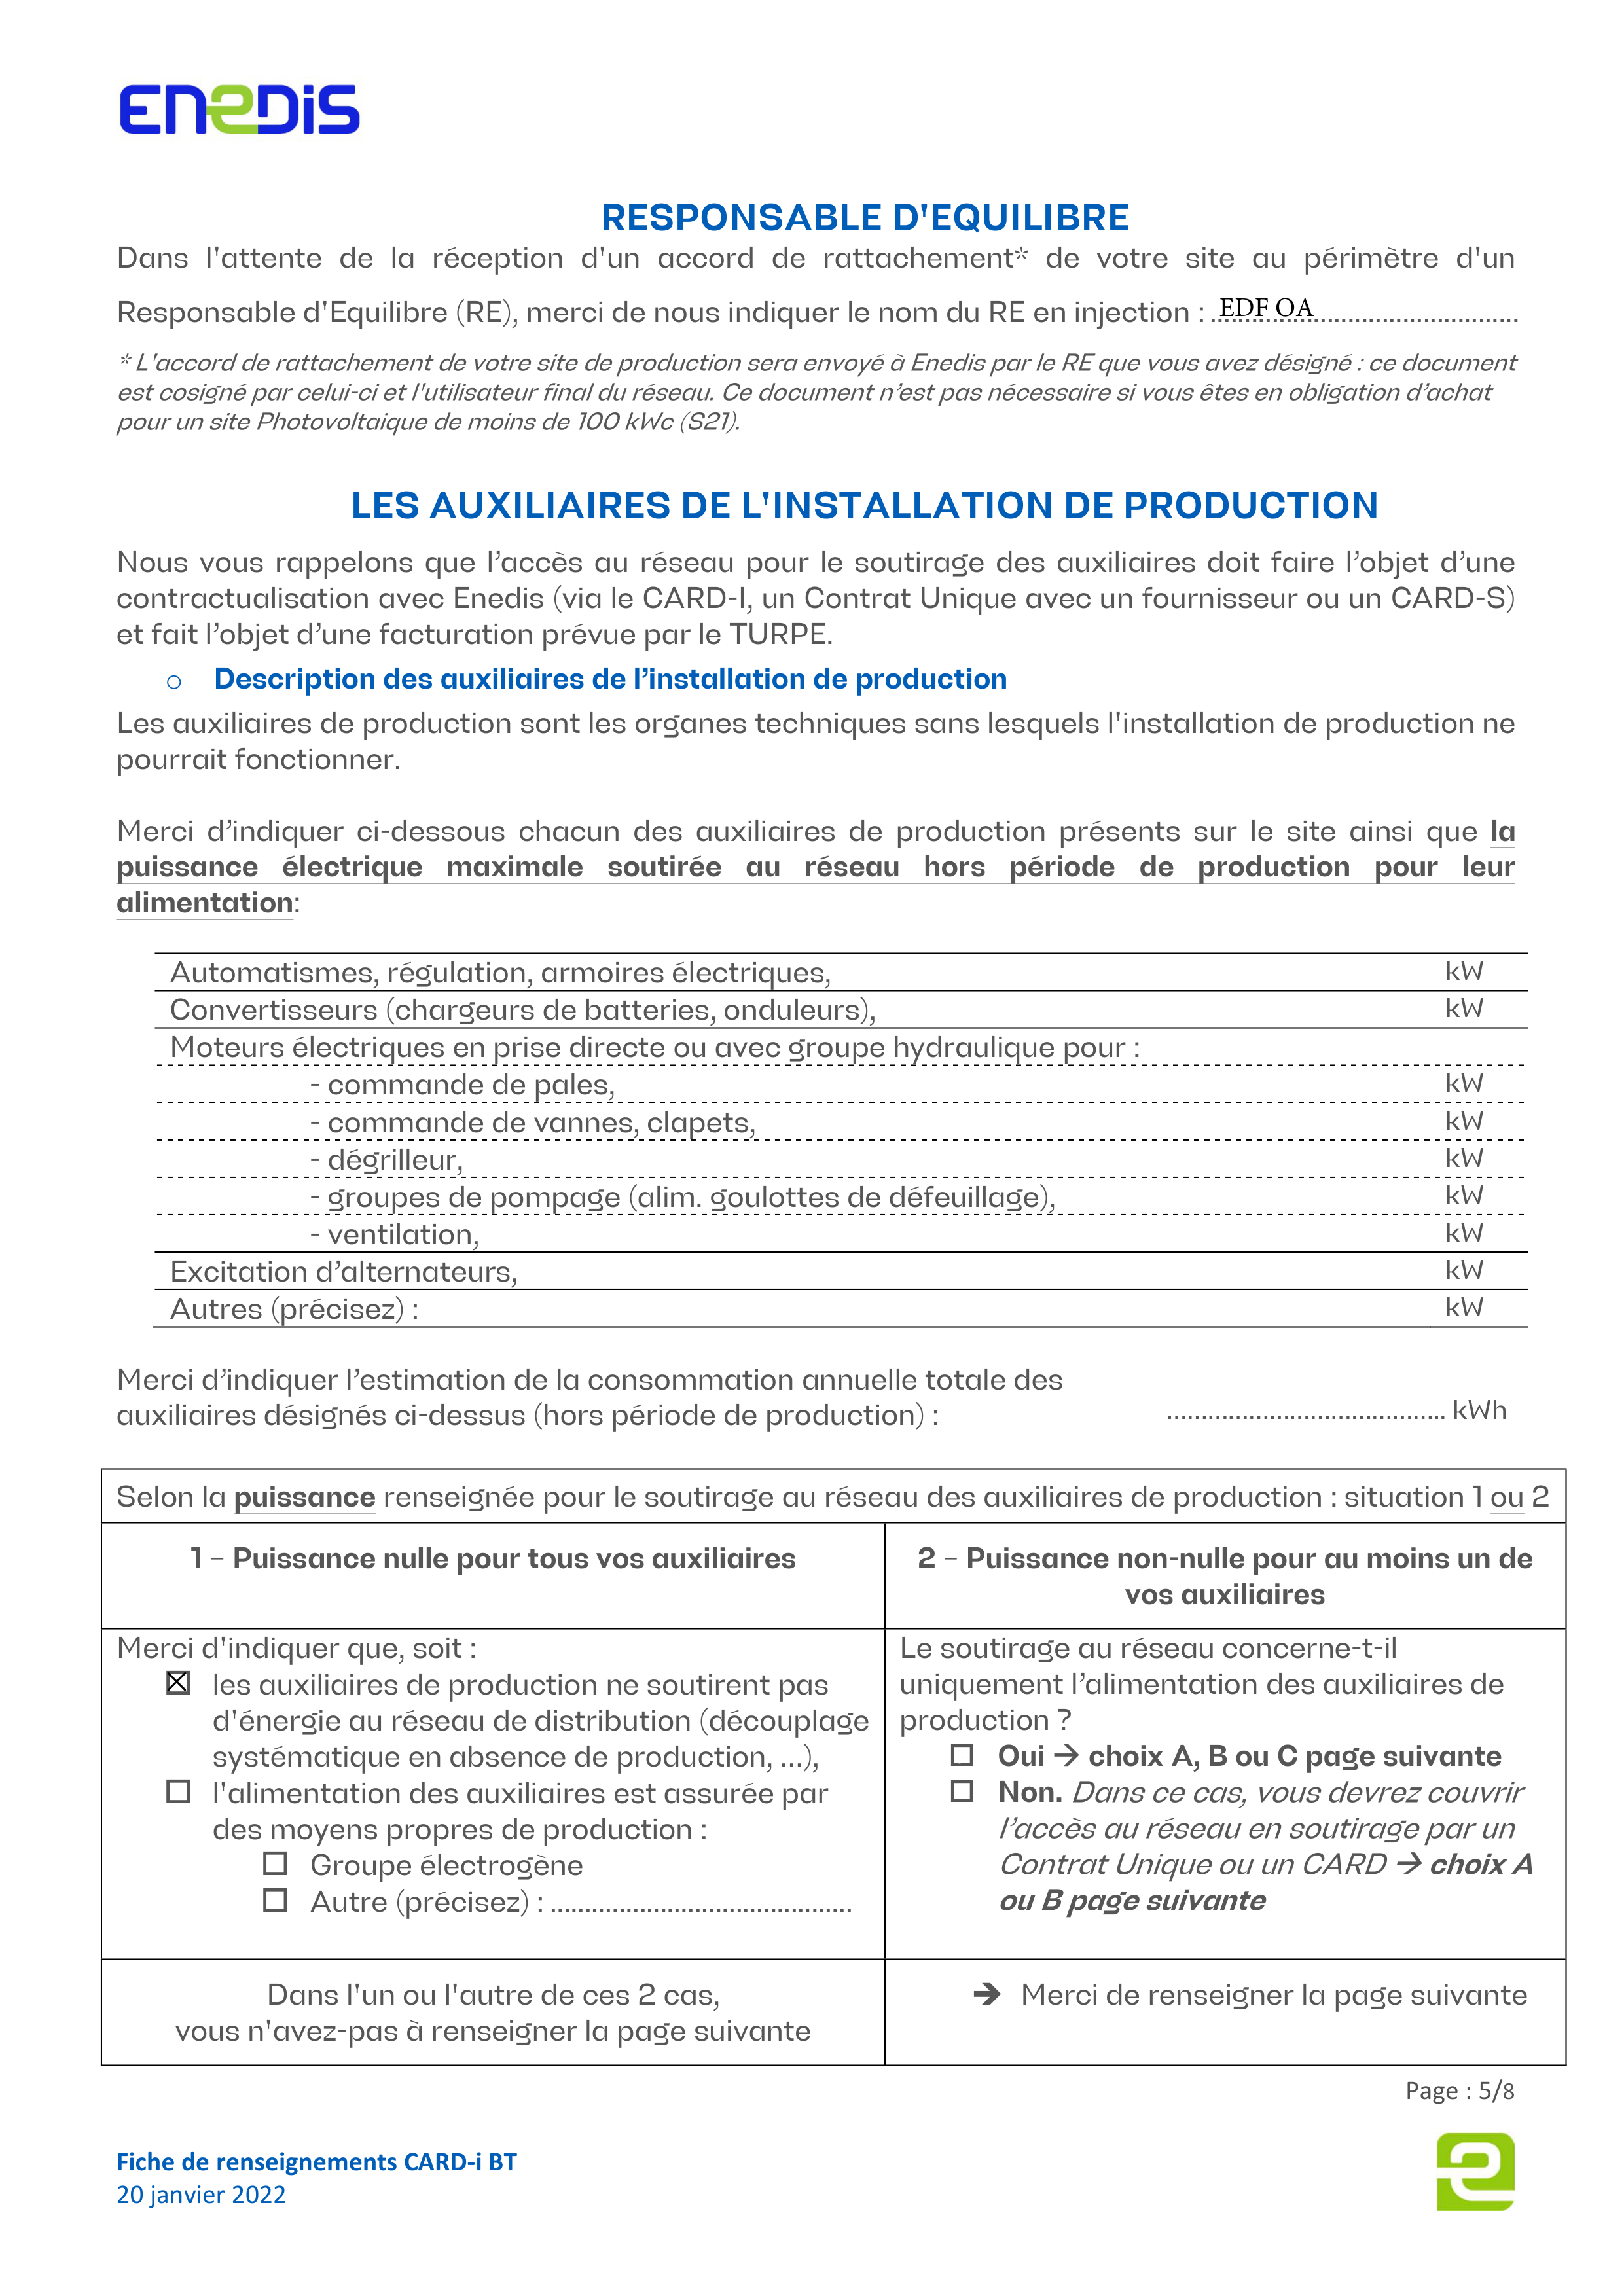 ENEDIS
RESPONSABLE D'EQUILIBRE
Dans l'attente de la réception d'un accord de rattachement* de votre site au périmètre d'un
Responsable d'Equilibre (RE), merci de nous indiquer le nom du RE en injection : EDF OA..............................
* L'accord de rattachement de votre site de production sera envoyé à Enedis par le RE que vous avez désigné : ce document
est cosigné par celui-ci et l'utilisateur final du réseau. Ce document n’est pas nécessaire si vous êtes en obligation d’achat
pour un site Photovoltaique de moins de 100 kWc (S21).
LES AUXILIAIRES DE L'INSTALLATION DE PRODUCTION
Nous vous rappelons que l’accès au réseau pour le soutirage des auxiliaires doit faire l’objet d’une
contractualisation avec Enedis (via le CARD-I, un Contrat Unique avec un fournisseur ou un CARD-S)
et fait l’objet d’une facturation prévue par le TURPE.
o Description des auxiliaires de l’installation de production
Les auxiliaires de production sont les organes techniques sans lesquels l'installation de production ne
pourrait fonctionner.
Merci d’indiquer ci-dessous chacun des auxiliaires de production présents sur le site ainsi que la
puissance électrique maximale soutirée au réseau hors période de production pour leur
alimentation:
Automatismes, régulation, armoires électriques, kW
Convertisseurs (chargeurs de batteries, onduleurs), kW
Moteurs électriques en prise directe ou avec groupe hydraulique pour :
- commande de pales, kW
- commande de vannes, clapets, kW
- dégrilleur, kW
- groupes de pompage (alim. goulottes de défeuillage), kW
- ventilation, kW
Excitation d’alternateurs, kW
Autres (précisez) : kW
Merci d’indiquer l’estimation de la consommation annuelle totale des
auxiliaires désignés ci-dessus (hors période de production) : ......................................... kWh
Selon la puissance renseignée pour le soutirage au réseau des auxiliaires de production : situation 1 ou 2
1 – Puissance nulle pour tous vos auxiliaires
2 – Puissance non-nulle pour au moins un de
vos auxiliaires
Merci d'indiquer que, soit :
☒ les auxiliaires de production ne soutirent pas
d'énergie au réseau de distribution (découplage
systématique en absence de production, ...),
☐ l'alimentation des auxiliaires est assurée par
des moyens propres de production :
☐ Groupe électrogène
☐ Autre (précisez) : ............................................
Le soutirage au réseau concerne-t-il
uniquement l’alimentation des auxiliaires de
production ?
☐ Oui → choix A, B ou C page suivante
☐ Non. Dans ce cas, vous devrez couvrir
l’accès au réseau en soutirage par un
Contrat Unique ou un CARD → choix A
ou B page suivante
Dans l'un ou l'autre de ces 2 cas,
vous n'avez-pas à renseigner la page suivante
→ Merci de renseigner la page suivante
Page : 5/8
Fiche de renseignements CARD-i BT
20 janvier 2022